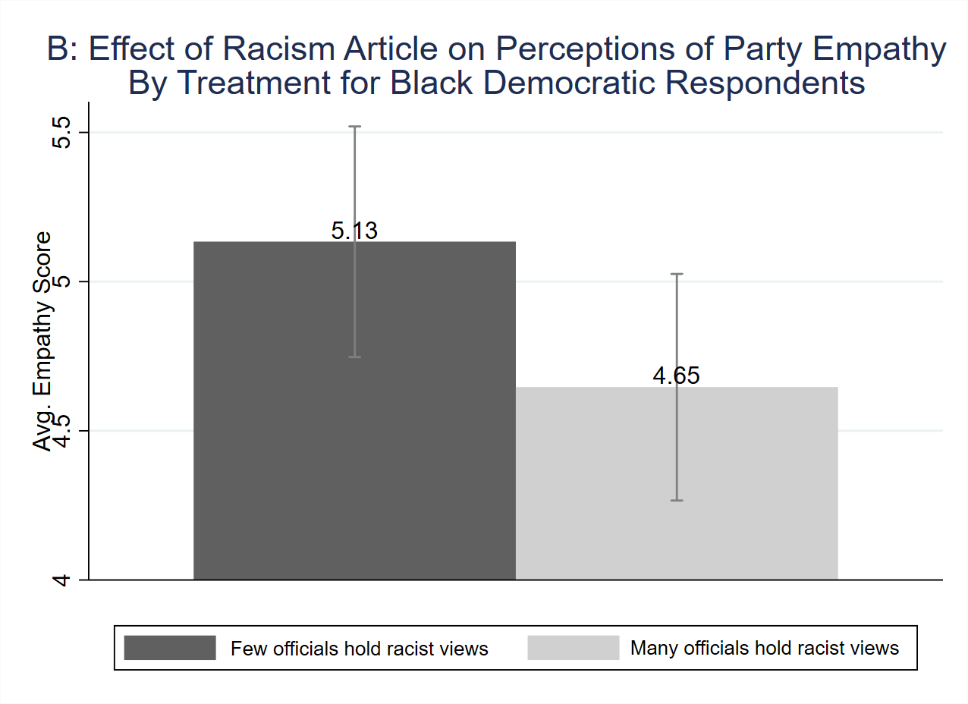 B: Effect of Racism Article on Perceptions of Party Empathy
By Treatment for Black Democratic Respondents
Avg. Empathy Score
5.5
5
4.5
4
5.13
4.65
Few officials hold racist views
Many officials hold racist views